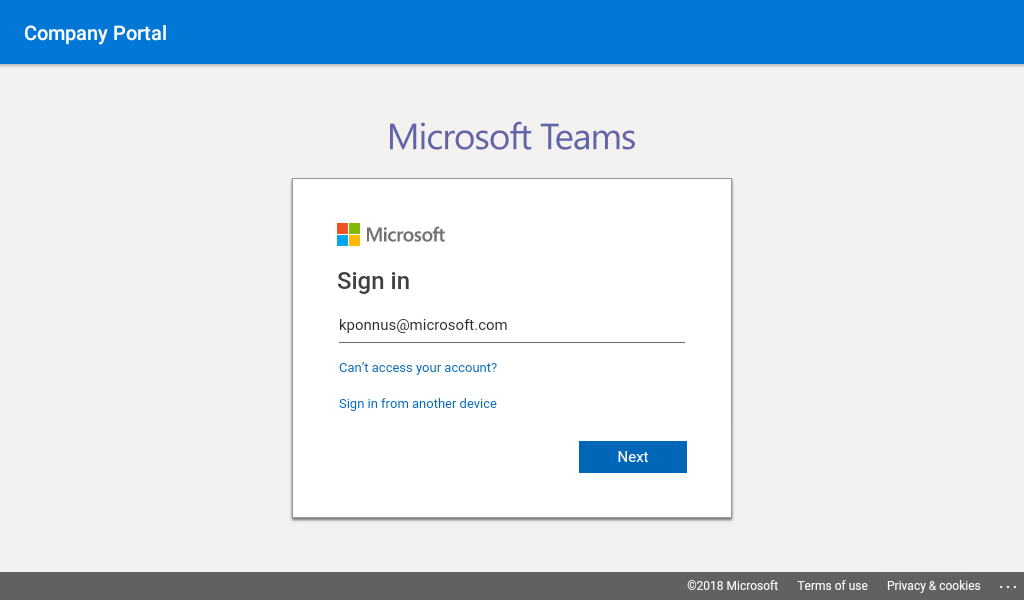 Company Portal
Microsoft Teams
Microsoft
Sign in
kponnus@microsoft.com
Can't access your account?
Sign in from another device
Next
©2018 Microsoft Terms of use Privacy & cookies ...